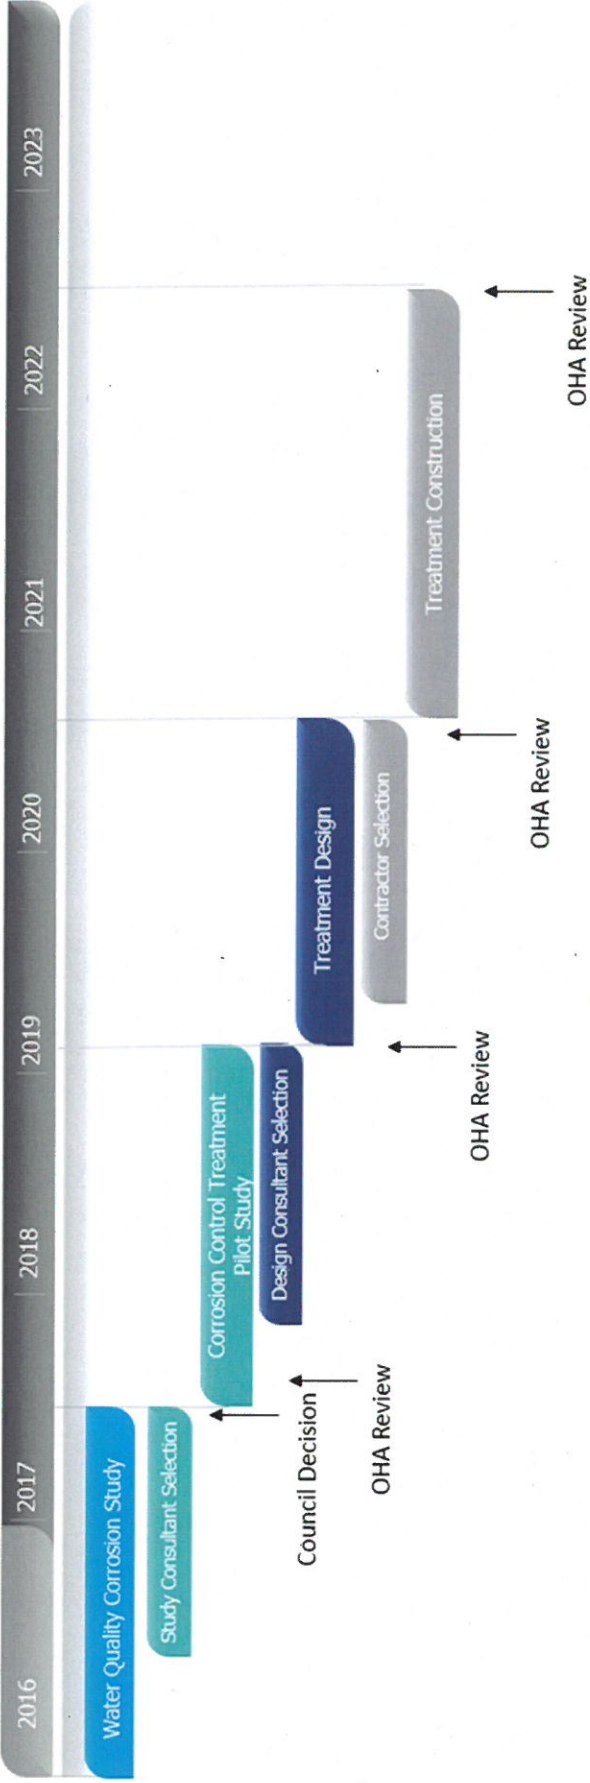 2016
2017
2018
2019
2020
2021
2022
2023
Water Quality Corrosion Study
Study Consultant Selection
Council Decision
OHA Review
Corrosion Control Treatment
Pilot Study
Design Consultant Selection
OHA Review
Treatment Design
Contractor Selection
OHA Review
Treatment Construction
OHA Review